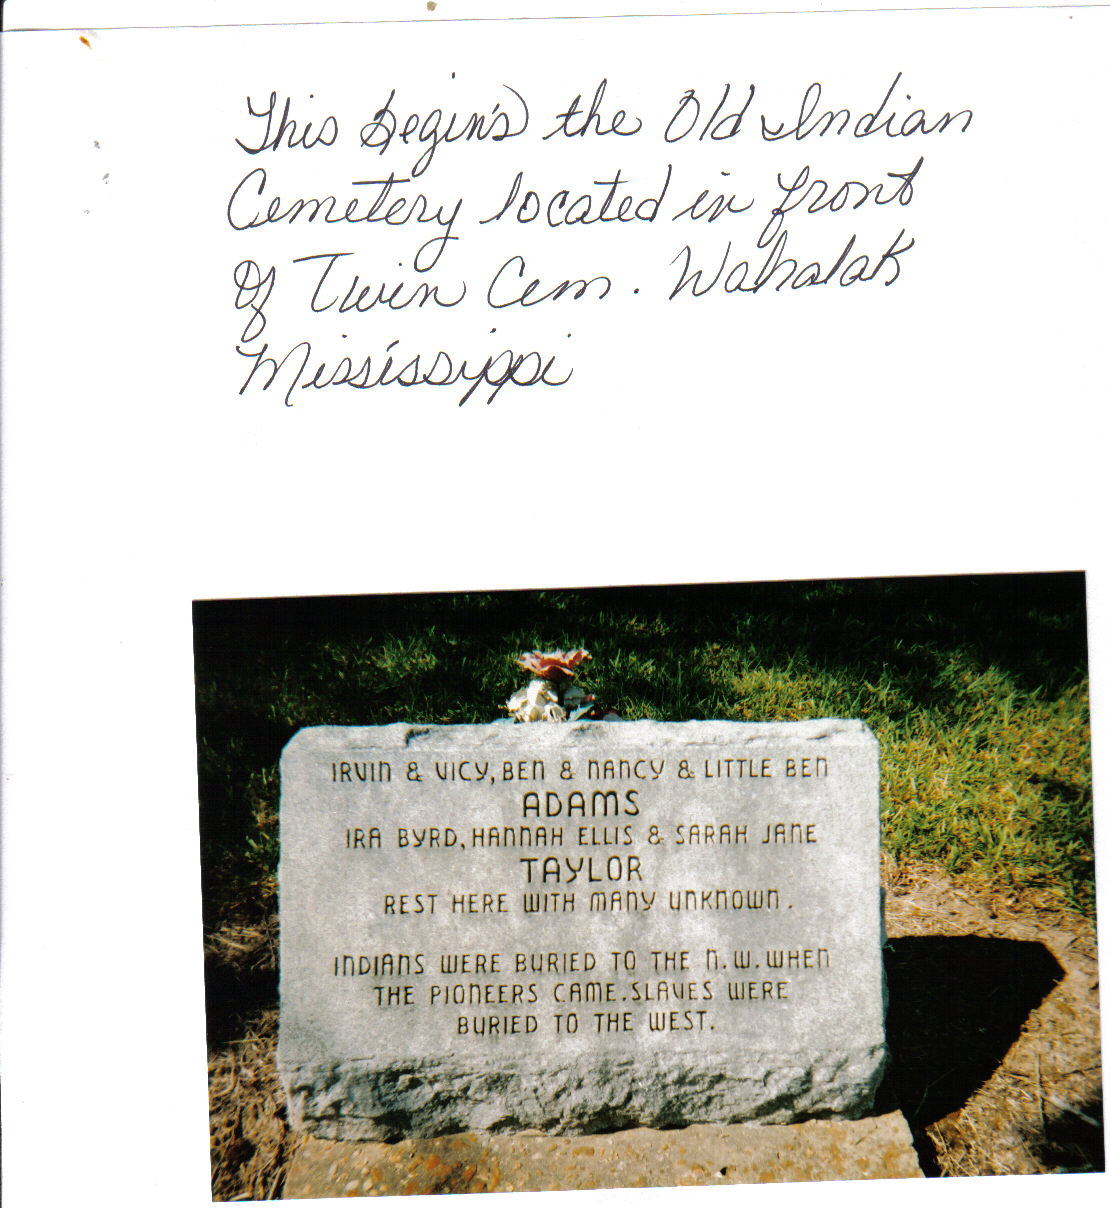 This begin's the Old Indian
Cemetery located in front
Of Twin Cem. Wahalak
Mississippi
IRVIN & VICY, BEN & NANCY & LITTLE BEN
ADAMS
IRA BYRD, HANNAH ELLIS & SARAH JANE
TAYLOR
REST HERE WITH MANY UNKNOWN.
INDIANS WERE BURIED TO THE N.W. WHEN
THE PIONEERS CAME. SLAVES WERE
BURIED TO THE WEST.